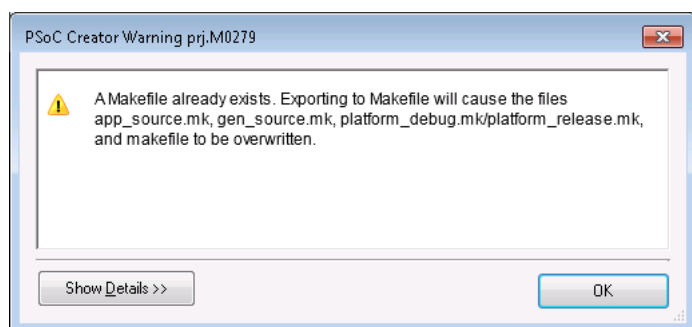 PSoC Creator Warning prj.M0279
A Makefile already exists. Exporting to Makefile will cause the files
app_source.mk, gen_source.mk, platform_debug.mk/platform_release.mk,
and makefile to be overwritten.
Show Details >>
OK